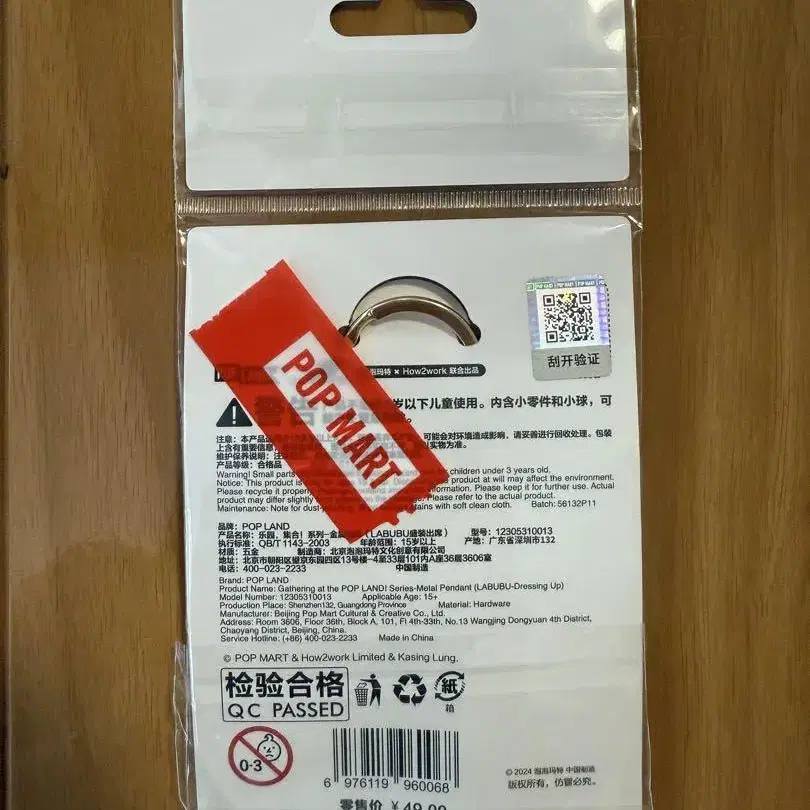 POP MART POP MART POP MART
刮开验证
泡泡玛特 × How2work 联合出品
POP MART
警告
岁以下儿童使用。内含小零件和小球，可
注意：本产品
可能会对环境造成影响，请妥善进行回收处理。包装
上含有重要信息，
实物为准。
维护保养说明：注
产品等级：合格品
Warning! Small parts
children under 3 years old.
Notice: This product is
product at will may affect the environment.
Please recycle it properly
information. Please keep it for further use. Actual
product may differ slightly
Please refer to the actual product.
Maintenance: Note for dust-
stains with soft clean cloth. Batch: 56132P11
品牌：POP LAND
产品名称：乐园，集合！系列-金属
（LABUBU盛装出席） 型号：12305310013
执行标准：QB/T 1143-2003 年龄范围：15岁以上 产地：广东省深圳市132
材质：五金 制造商：北京泡泡玛特文化创意有限公司
地址：北京市朝阳区望京东园四区13号楼-4至33层101内A座36层3606室
电话：400-023-2233 中国制造
Brand: POP LAND
Product Name: Gathering at the POP LAND! Series-Metal Pendant (LABUBU-Dressing Up)
Model Number: 12305310013 Applicable Age: 15+
Production Place: Shenzhen132, Guangdong Province Material: Hardware
Manufacturer: Beijing Pop Mart Cultural & Creative Co., Ltd.
Address: Room 3606, Floor 36th, Block A, 101, Fl 4th-33th, No.13 Wangjing Dongyuan 4th District,
Chaoyang District, Beijing, China.
Service Hotline: (+86) 400-023-2233 Made in China
© POP MART & How2work Limited & Kasing Lung.
检验合格
QC PASSED
紙
箱
0-3
6 976119 960068
© 2024 泡泡玛特 中国制造
版权所有，仿冒必究。
零售价 ¥ 49.00